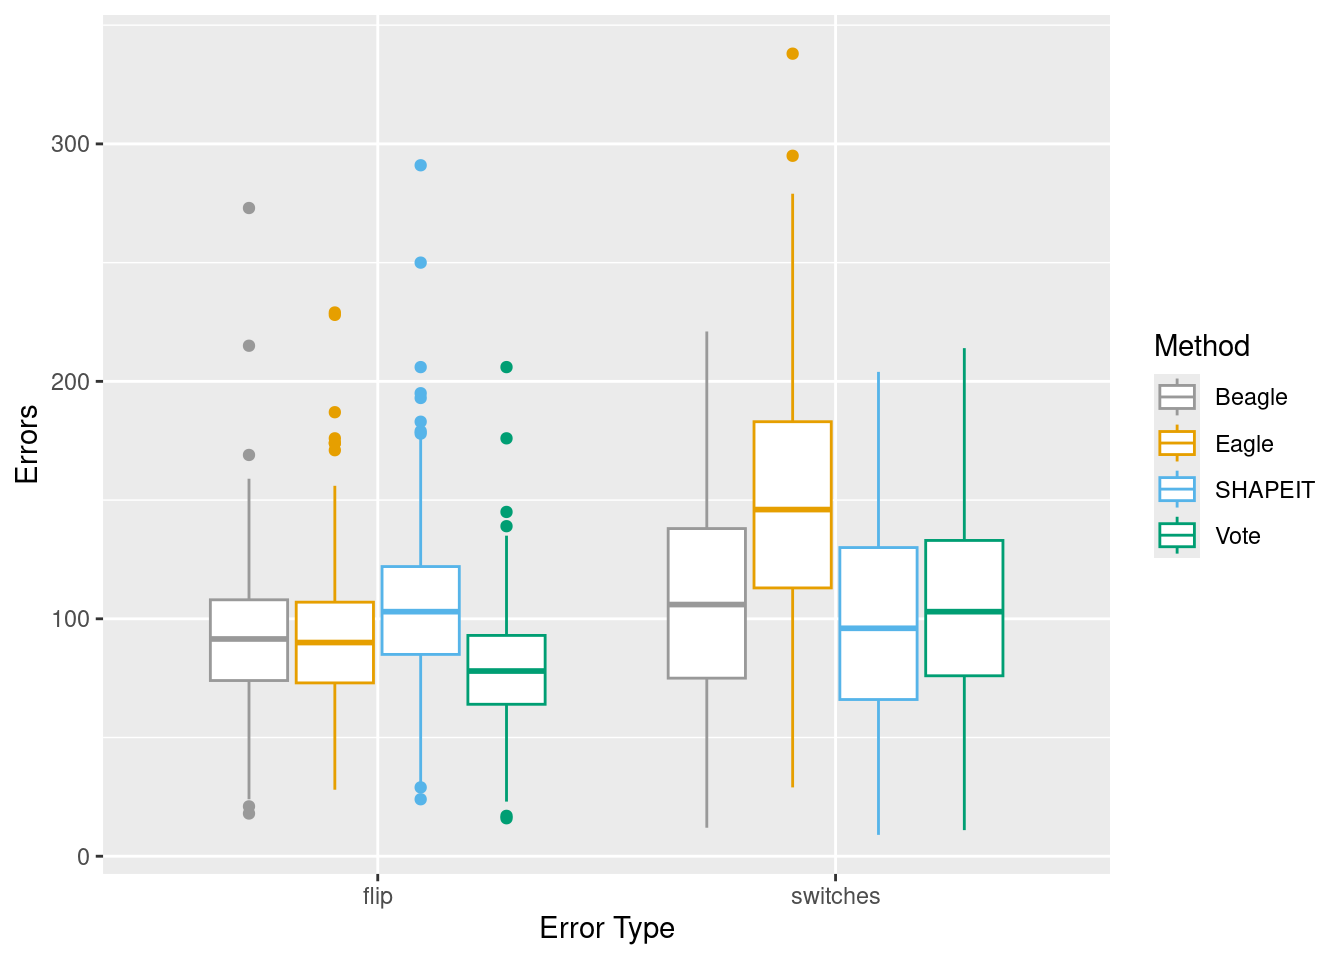 Errors
300
200
100
0
flip
switches
Error Type
Method
Beagle
Eagle
SHAPEIT
Vote